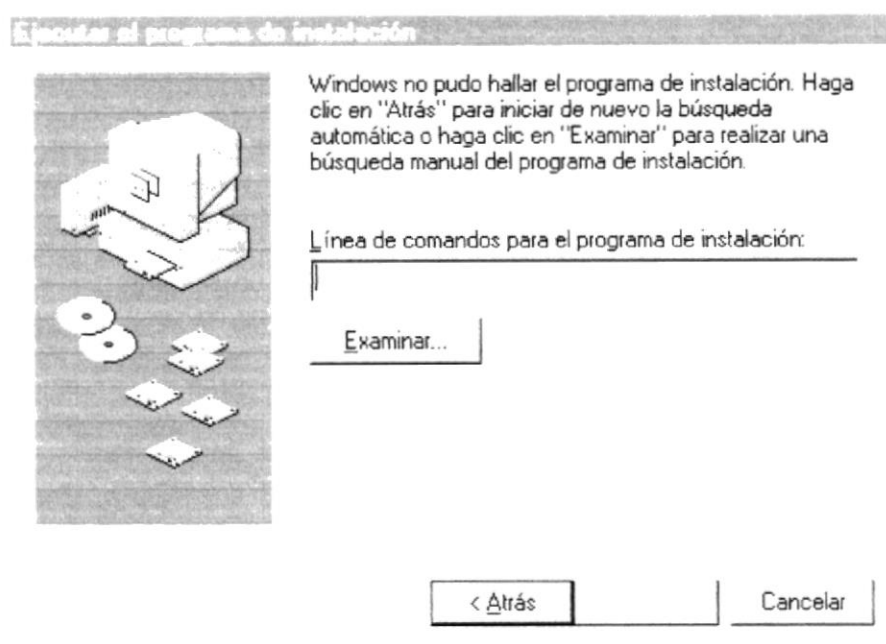 Ejecutar el programa de instalación
Windows no pudo hallar el programa de instalación. Haga
clic en "Atrás" para iniciar de nuevo la búsqueda
automática o haga clic en "Examinar" para realizar una
búsqueda manual del programa de instalación.
Línea de comandos para el programa de instalación:
Examinar...
< Atrás
Cancelar